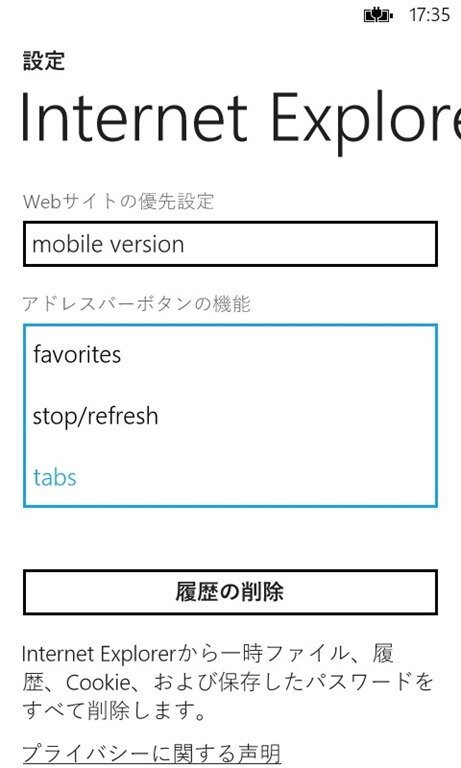 17:35
設定
Internet Explore
Webサイトの優先設定
mobile version
アドレスバーボタンの機能
favorites
stop/refresh
tabs
履歴の削除
Internet Explorerから一時ファイル、履
歴、Cookie、および保存したパスワードを
すべて削除します。
プライバシーに関する声明